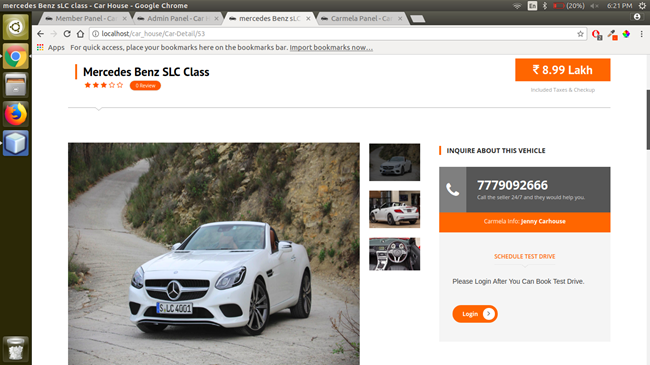 mercedes Benz sLC class - Car House - Google Chrome
En
(20%)
6:21 PM
Member Panel - Ca
Admin Panel - Car H
mercedes Benz sLC
Carmela Panel - Car
localhost/car_house/Car-Detail/53
Apps For quick access, place your bookmarks here on the bookmarks bar. Import bookmarks now...
Mercedes Benz SLC Class
5 Review
₹ 8.99 Lakh
Included Taxes & Checkup
INQUIRE ABOUT THIS VEHICLE
7779092666
Call the seller 24/7 and they would help you.
Carmela Info: Jenny Carhouse
SCHEDULE TEST DRIVE
Please Login After You Can Book Test Drive.
Login
S LC 4001